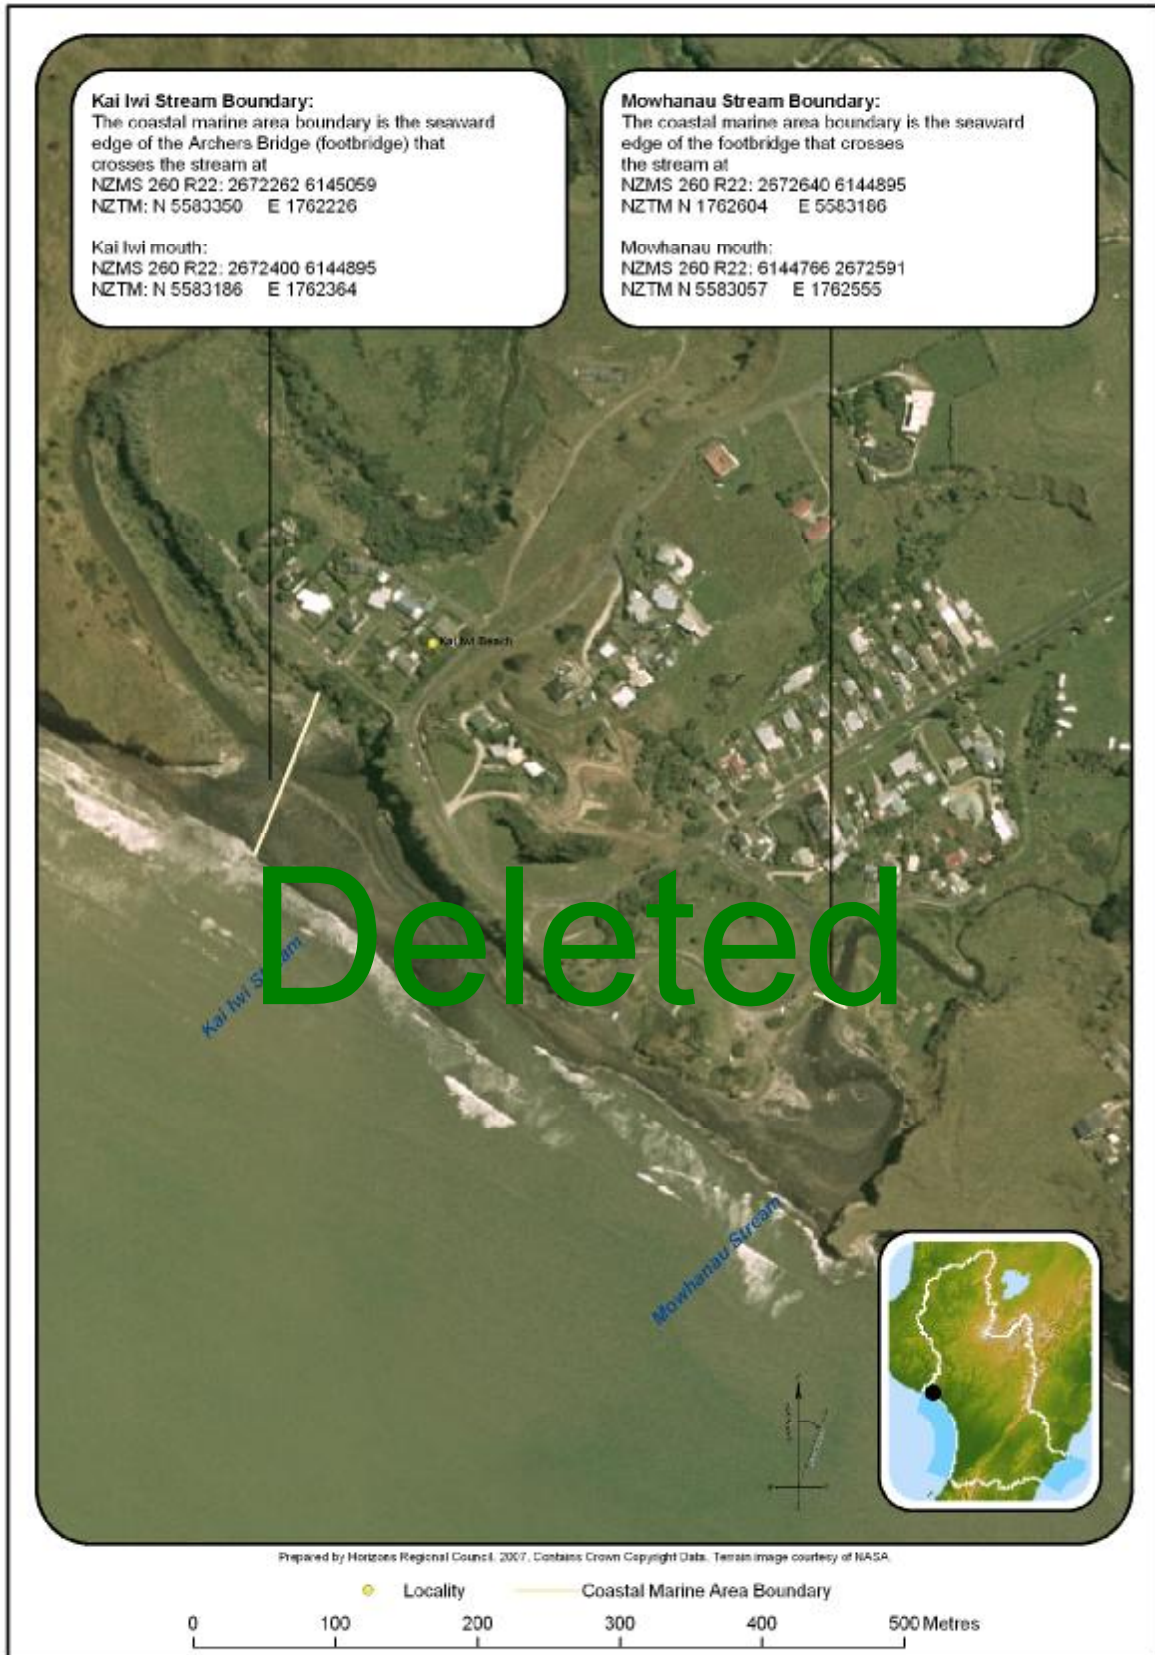 Kai Iwi Stream Boundary:
The coastal marine area boundary is the seaward
edge of the Archers Bridge (footbridge) that
crosses the stream at
NZMS 260 R22: 2672262 6145059
NZTM: N 5583350 E 1762226
Kai Iwi mouth:
NZMS 260 R22: 2672400 6144895
NZTM: N 5583186 E 1762364
Mowhanau Stream Boundary:
The coastal marine area boundary is the seaward
edge of the footbridge that crosses
the stream at
NZMS 260 R22: 2672640 6144895
NZTM N 1762604 E 5583186
Mowhanau mouth:
NZMS 260 R22: 6144766 2672591
NZTM N 5583057 E 1762555
Kai Iwi Beach
Deleted
Kai Iwi Stream
Mowhanau Stream
Prepared by Horizons Regional Council, 2007. Contains Crown Copyright Data. Terrain image courtesy of NASA.
Locality
Coastal Marine Area Boundary
0 100 200 300 400 500 Metres